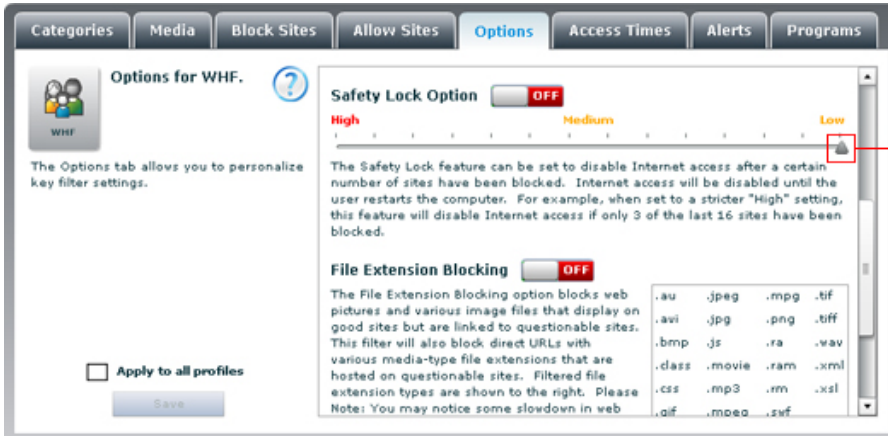 Categories
Media
Block Sites
Allow Sites
Options
Access Times
Alerts
Programs
WHF
Options for WHF.
?
The Options tab allows you to personalize
key filter settings.
Apply to all profiles
Save
Safety Lock Option OFF
High Medium Low
The Safety Lock feature can be set to disable Internet access after a certain
number of sites have been blocked. Internet access will be disabled until the
user restarts the computer. For example, when set to a stricter "High" setting,
this feature will disable Internet access if only 3 of the last 16 sites have been
blocked.
File Extension Blocking OFF
The File Extension Blocking option blocks web
pictures and various image files that display on
good sites but are linked to questionable sites.
This filter will also block direct URLs with
various media-type file extensions that are
hosted on questionable sites. Filtered file
extension types are shown to the right. Please
Note: You may notice some slowdown in web
.au .jpeg .mpg .tif
.avi .jpg .png .tiff
.bmp .js .ra .wav
.class .movie .ram .xml
.css .mp3 .rm .xsl
.gif .mpeg .swf